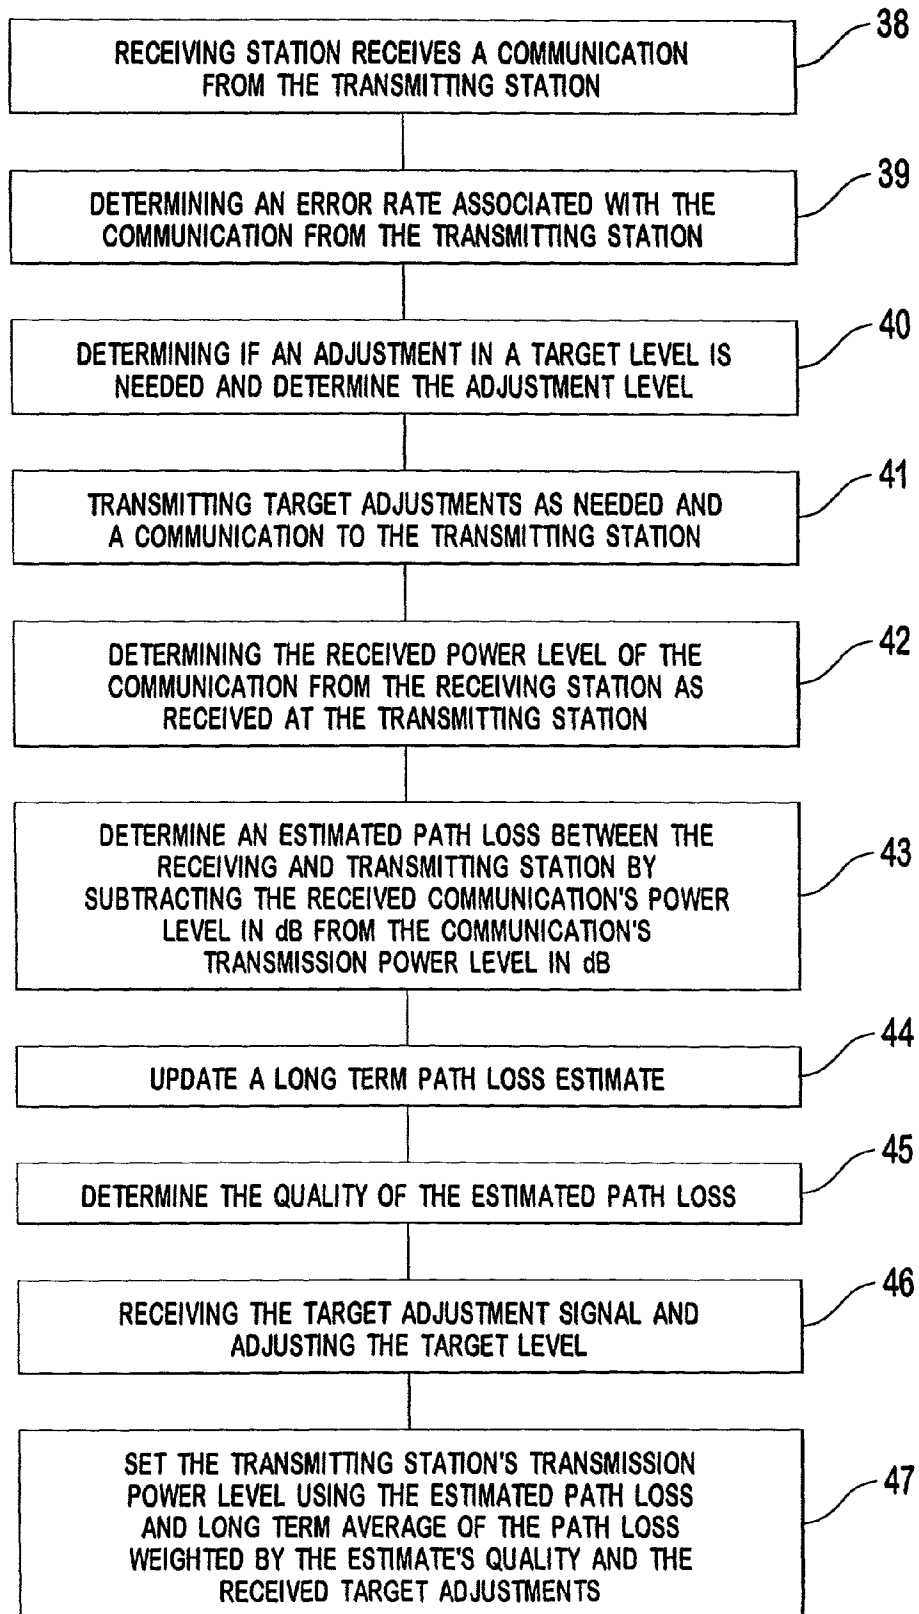 38
RECEIVING STATION RECEIVES A COMMUNICATION
FROM THE TRANSMITTING STATION
39
DETERMINING AN ERROR RATE ASSOCIATED WITH THE
COMMUNICATION FROM THE TRANSMITTING STATION
40
DETERMINING IF AN ADJUSTMENT IN A TARGET LEVEL IS
NEEDED AND DETERMINE THE ADJUSTMENT LEVEL
41
TRANSMITTING TARGET ADJUSTMENTS AS NEEDED AND
A COMMUNICATION TO THE TRANSMITTING STATION
42
DETERMINING THE RECEIVED POWER LEVEL OF THE
COMMUNICATION FROM THE RECEIVING STATION AS
RECEIVED AT THE TRANSMITTING STATION
43
DETERMINE AN ESTIMATED PATH LOSS BETWEEN THE
RECEIVING AND TRANSMITTING STATION BY
SUBTRACTING THE RECEIVED COMMUNICATION'S POWER
LEVEL IN dB FROM THE COMMUNICATION'S
TRANSMISSION POWER LEVEL IN dB
44
UPDATE A LONG TERM PATH LOSS ESTIMATE
45
DETERMINE THE QUALITY OF THE ESTIMATED PATH LOSS
46
RECEIVING THE TARGET ADJUSTMENT SIGNAL AND
ADJUSTING THE TARGET LEVEL
47
SET THE TRANSMITTING STATION'S TRANSMISSION
POWER LEVEL USING THE ESTIMATED PATH LOSS
AND LONG TERM AVERAGE OF THE PATH LOSS
WEIGHTED BY THE ESTIMATE'S QUALITY AND THE
RECEIVED TARGET ADJUSTMENTS